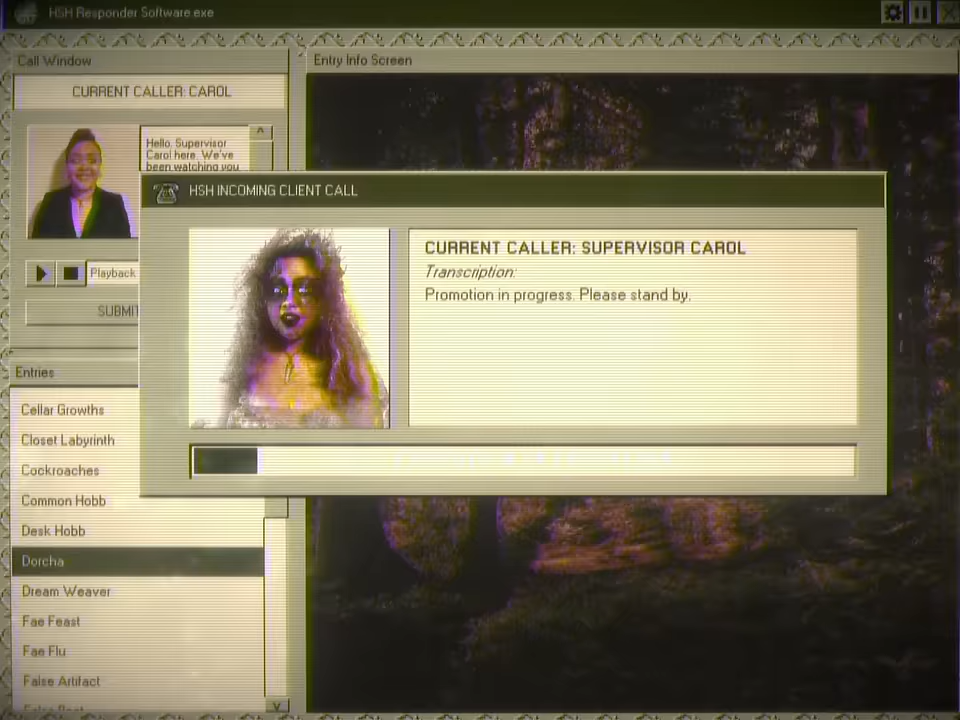 HSH Responder Software.exe
Call Window
Entry Info Screen
CURRENT CALLER: CAROL
Hello. Supervisor
Carol here. We've
been watching you
HSH INCOMING CLIENT CALL
CURRENT CALLER: SUPERVISOR CAROL
Transcription:
Promotion in progress. Please stand by.
Playback
SUBMIT
Entries
Cellar Growths
Closet Labyrinth
Cockroaches
Common Hobb
Desk Hobb
Dorcha
Dream Weaver
Fae Feast
Fae Flu
False Artifact